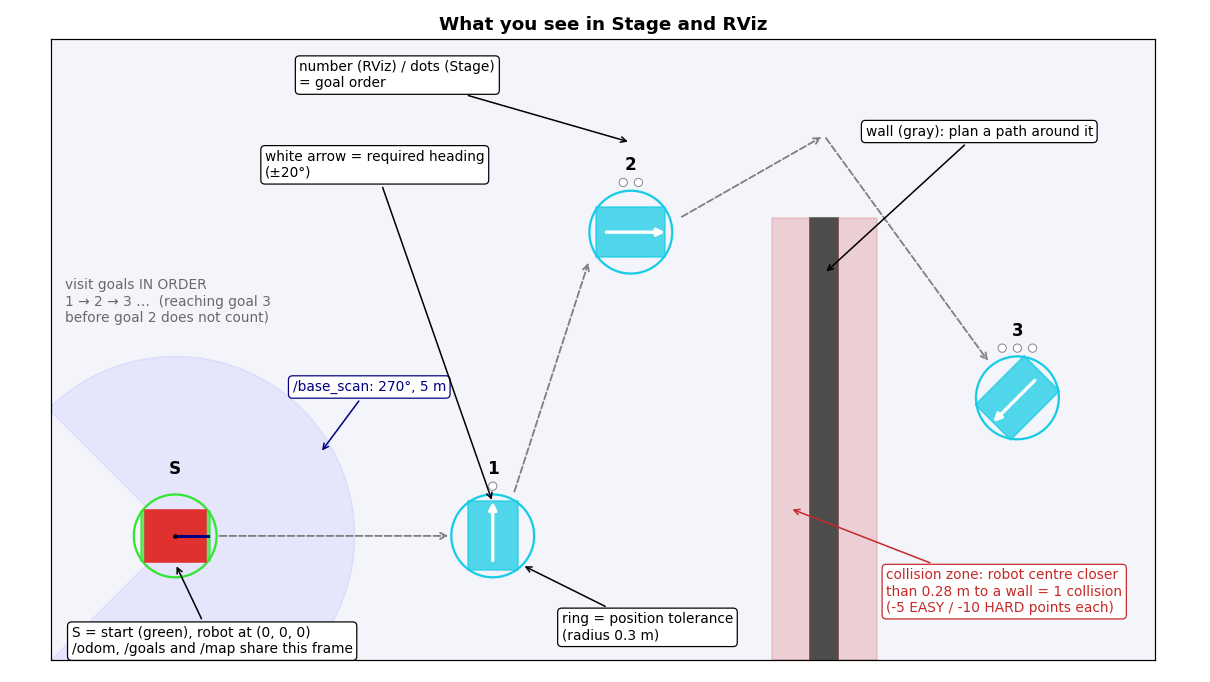 What you see in Stage and RViz
number (RViz) / dots (Stage)
= goal order
wall (gray): plan a path around it
white arrow = required heading
(±20°)
2
visit goals IN ORDER
1 → 2 → 3 ...  (reaching goal 3
before goal 2 does not count)
3
/base_scan: 270°, 5 m
S
1
collision zone: robot centre closer
than 0.28 m to a wall = 1 collision
(-5 EASY / -10 HARD points each)
ring = position tolerance
(radius 0.3 m)
S = start (green), robot at (0, 0, 0)
/odom, /goals and /map share this frame